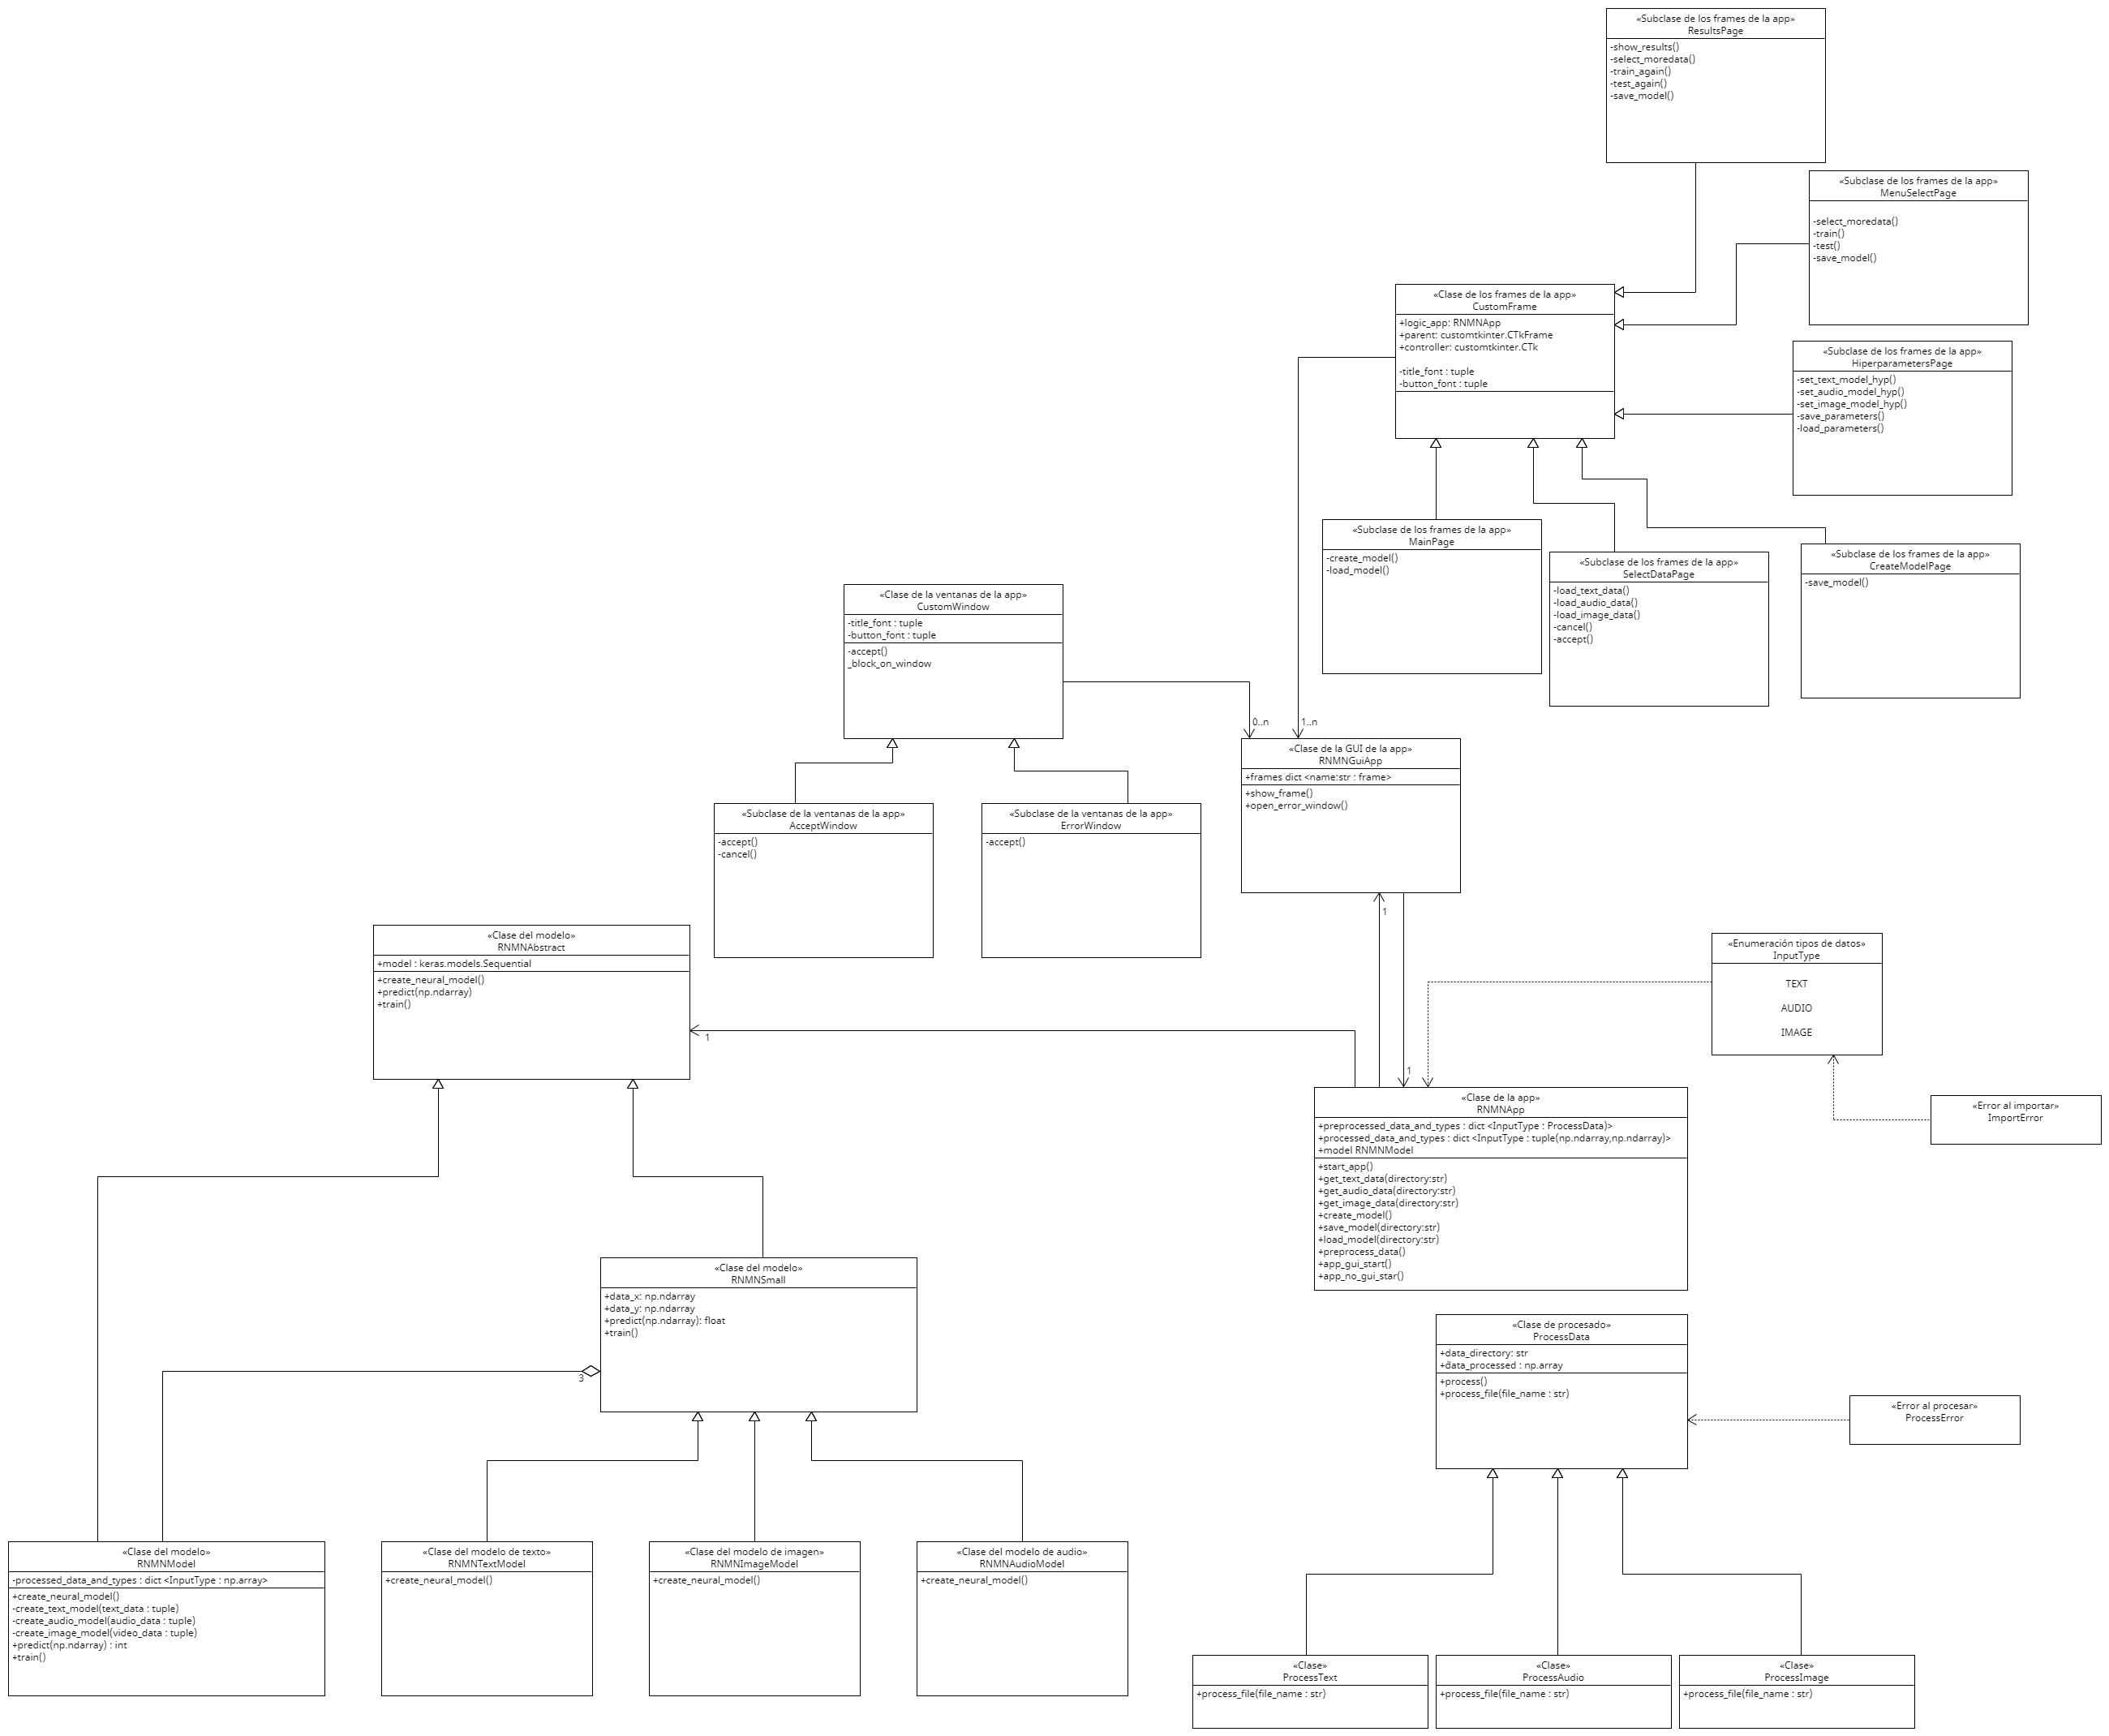 «Subclase de los frames de la app»
ResultsPage
-show_results()
-select_moredata()
-train_again()
-test_again()
-save_model()
«Subclase de los frames de la app»
MenuSelectPage
-select_moredata()
-train()
-test()
-save_model()
«Clase de los frames de la app»
CustomFrame
+logic_app: RNMNApp
+parent: customtkinter.CTkFrame
+controller: customtkinter.CTk
-title_font : tuple
-button_font : tuple
«Subclase de los frames de la app»
HiperparametersPage
-set_text_model_hyp()
-set_audio_model_hyp()
-set_image_model_hyp()
-save_parameters()
-load_parameters()
«Subclase de los frames de la app»
MainPage
-create_model()
-load_model()
«Subclase de los frames de la app»
SelectDataPage
-load_text_data()
-load_audio_data()
-load_image_data()
-cancel()
-accept()
«Subclase de los frames de la app»
CreateModelPage
-save_model()
«Clase de la ventanas de la app»
CustomWindow
-title_font : tuple
-button_font : tuple
-accept()
_block_on_window
0..n
1..n
«Clase de la GUI de la app»
RNMNGuiApp
+frames dict <name:str : frame>
+show_frame()
+open_error_window()
«Subclase de la ventanas de la app»
AcceptWindow
-accept()
-cancel()
«Subclase de la ventanas de la app»
ErrorWindow
-accept()
1
«Clase del modelo»
RNMNAbstract
+model : keras.models.Sequential
+create_neural_model()
+predict(np.ndarray)
+train()
1
«Enumeración tipos de datos»
InputType
TEXT
AUDIO
IMAGE
1
«Clase de la app»
RNMNApp
+preprocessed_data_and_types : dict <InputType : ProcessData)>
+processed_data_and_types : dict <InputType : tuple(np.ndarray,np.ndarray)>
+model RNMNModel
+start_app()
+get_text_data(directory:str)
+get_audio_data(directory:str)
+get_image_data(directory:str)
+create_model()
+save_model(directory:str)
+load_model(directory:str)
+preprocess_data()
+app_gui_start()
+app_no_gui_star()
«Error al importar»
ImportError
«Clase del modelo»
RNMNSmall
+data_x: np.ndarray
+data_y: np.ndarray
+predict(np.ndarray): float
+train()
3
«Clase de procesado»
ProcessData
+data_directory: str
+data_processed : np.array
+process()
+process_file(file_name : str)
«Error al procesar»
ProcessError
«Clase del modelo»
RNMNModel
-processed_data_and_types : dict <InputType : np.array>
+create_neural_model()
-create_text_model(text_data : tuple)
-create_audio_model(audio_data : tuple)
-create_image_model(video_data : tuple)
+predict(np.ndarray) : int
+train()
«Clase del modelo de texto»
RNMNTextModel
+create_neural_model()
«Clase del modelo de imagen»
RNMNImageModel
+create_neural_model()
«Clase del modelo de audio»
RNMNAudioModel
+create_neural_model()
«Clase»
ProcessText
+process_file(file_name : str)
«Clase»
ProcessAudio
+process_file(file_name : str)
«Clase»
ProcessImage
+process_file(file_name : str)